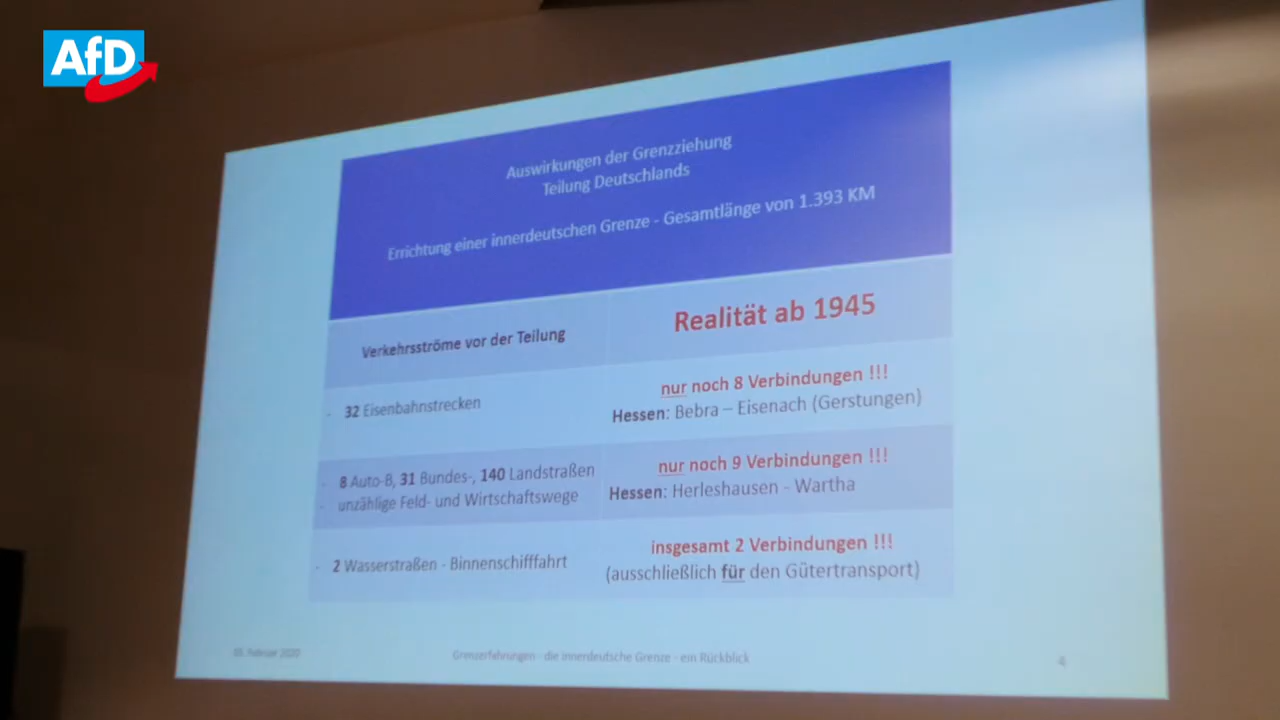 AfD
Auswirkungen der Grenzziehung
Teilung Deutschlands
Errichtung einer innerdeutschen Grenze - Gesamtlänge von 1.393 KM
Verkehrsströme vor der Teilung
Realität ab 1945
- 32 Eisenbahnstrecken
nur noch 8 Verbindungen !!!
Hessen: Bebra – Eisenach (Gerstungen)
- 8 Auto-B, 31 Bundes-, 140 Landstraßen
- unzählige Feld- und Wirtschaftswege
nur noch 9 Verbindungen !!!
Hessen: Herleshausen - Wartha
- 2 Wasserstraßen - Binnenschifffahrt
insgesamt 2 Verbindungen !!!
(ausschließlich für den Gütertransport)
Februar 2020
Grenzerfahrungen - die innerdeutsche Grenze - ein Rückblick